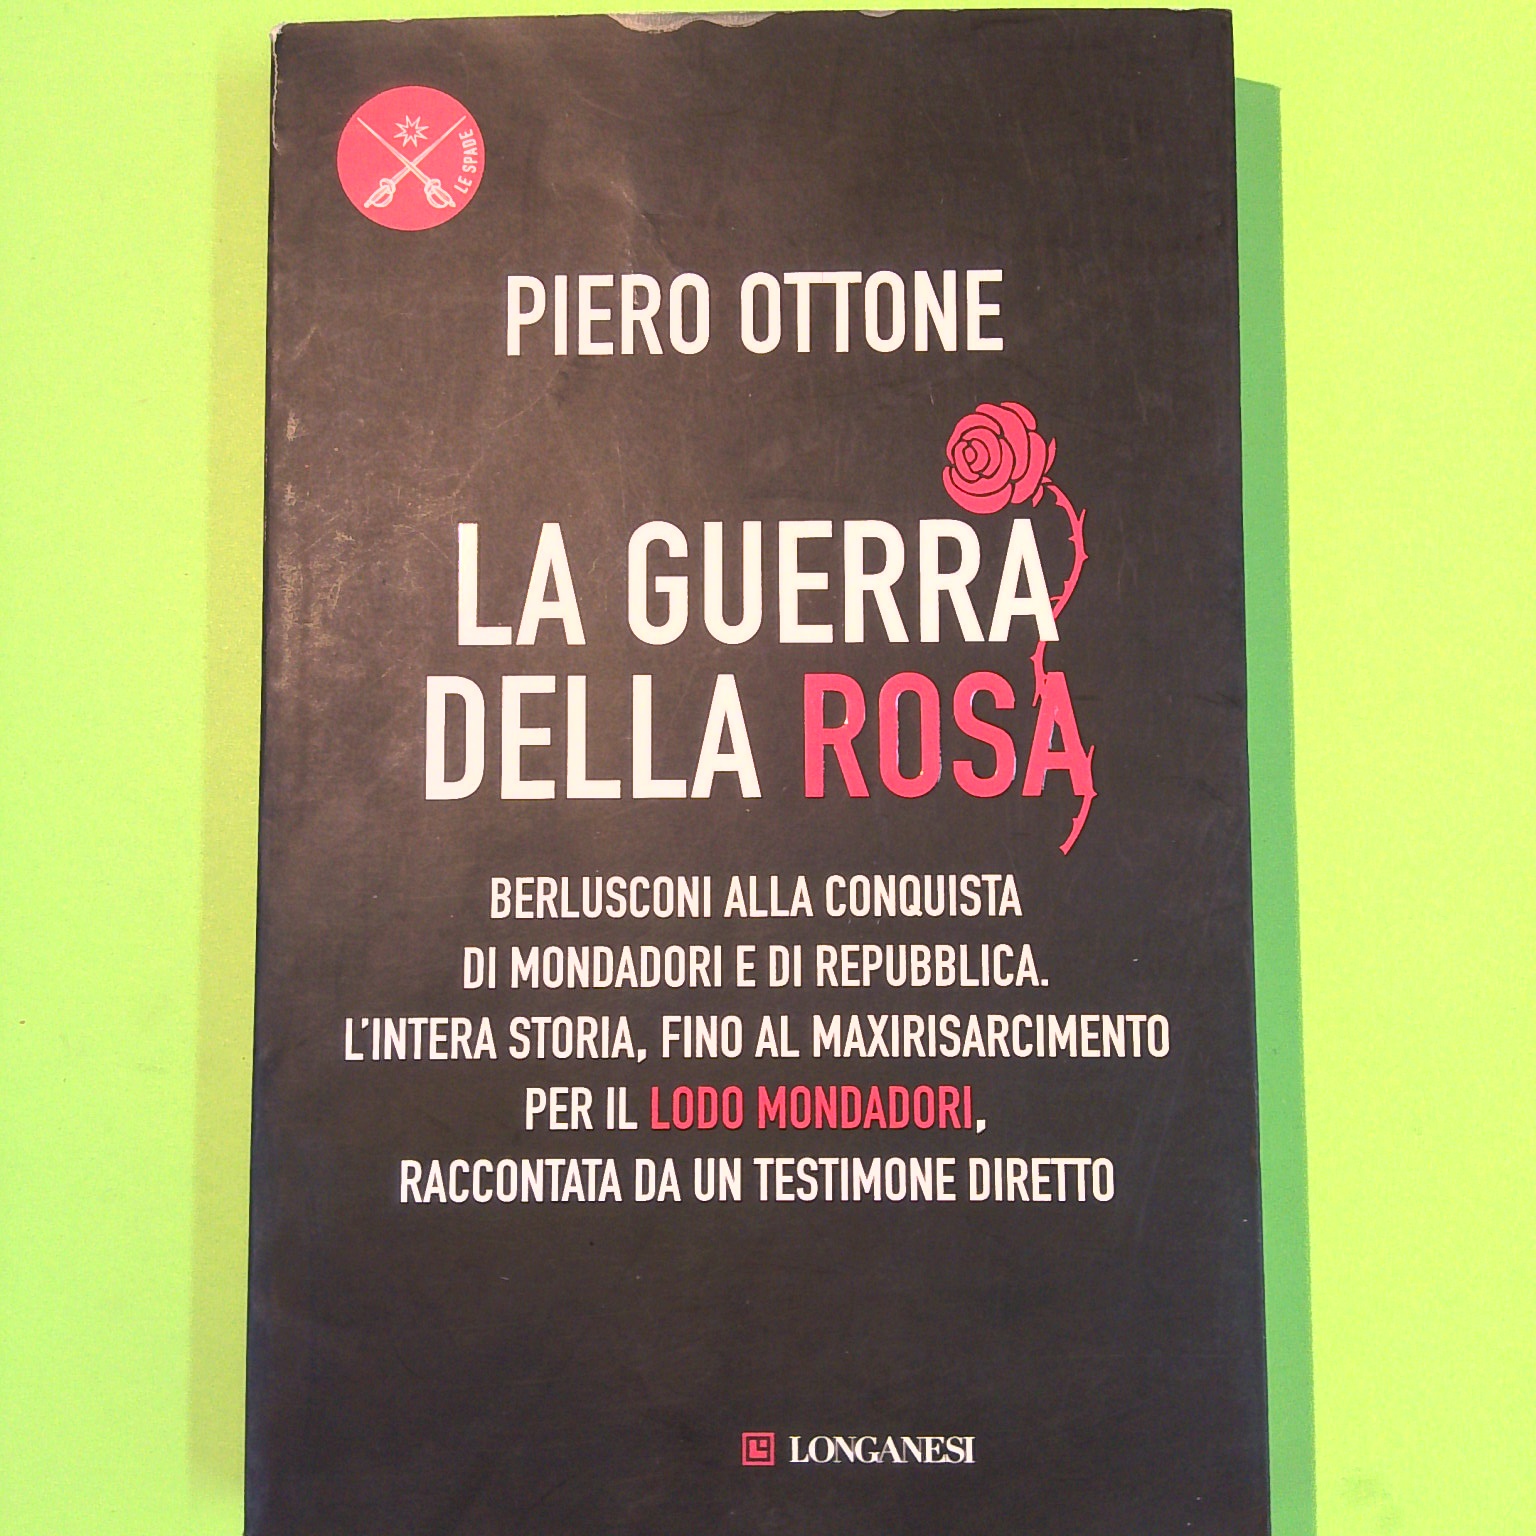 LE SPADE
PIERO OTTONE
LA GUERRA
DELLA ROSA
BERLUSCONI ALLA CONQUISTA
DI MONDADORI E DI REPUBBLICA.
L'INTERA STORIA, FINO AL MAXIRISARCIMENTO
PER IL LODO MONDADORI,
RACCONTATA DA UN TESTIMONE DIRETTO
LONGANESI